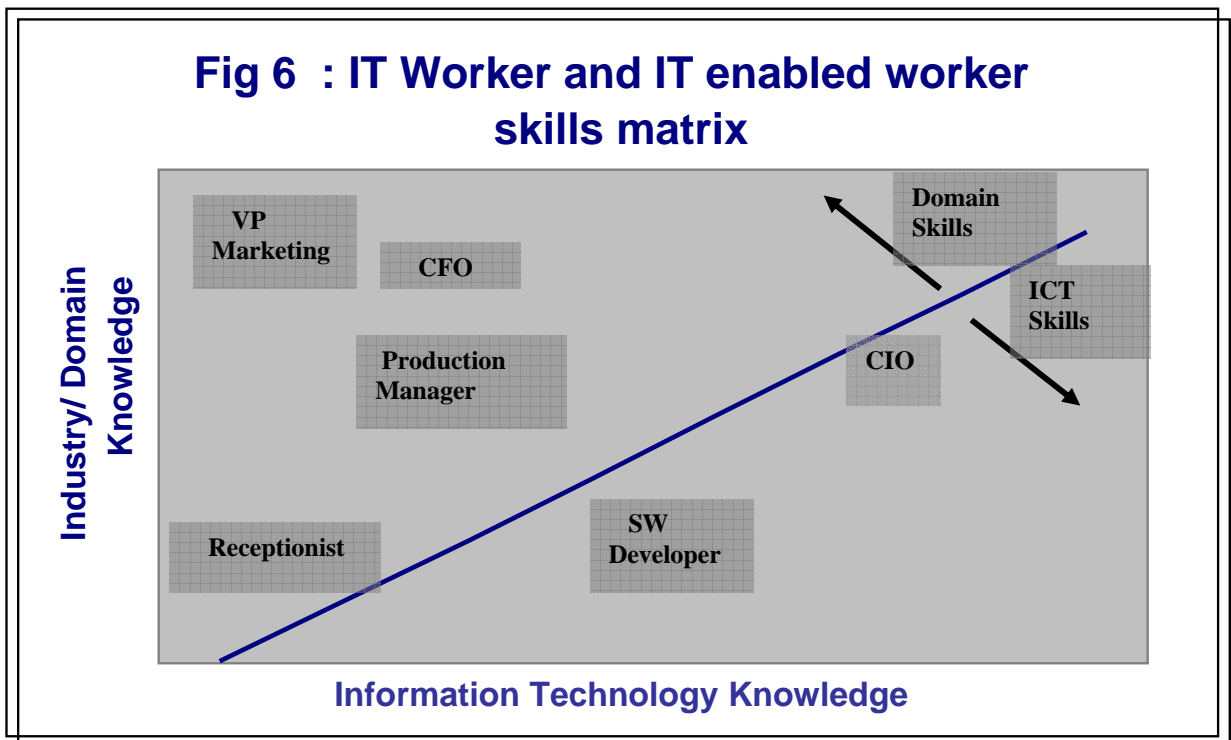 Fig 6 : IT Worker and IT enabled worker
skills matrix
Industry/ Domain
Knowledge
VP
Marketing
CFO
Production
Manager
Receptionist
SW
Developer
CIO
Domain
Skills
ICT
Skills
Information Technology Knowledge